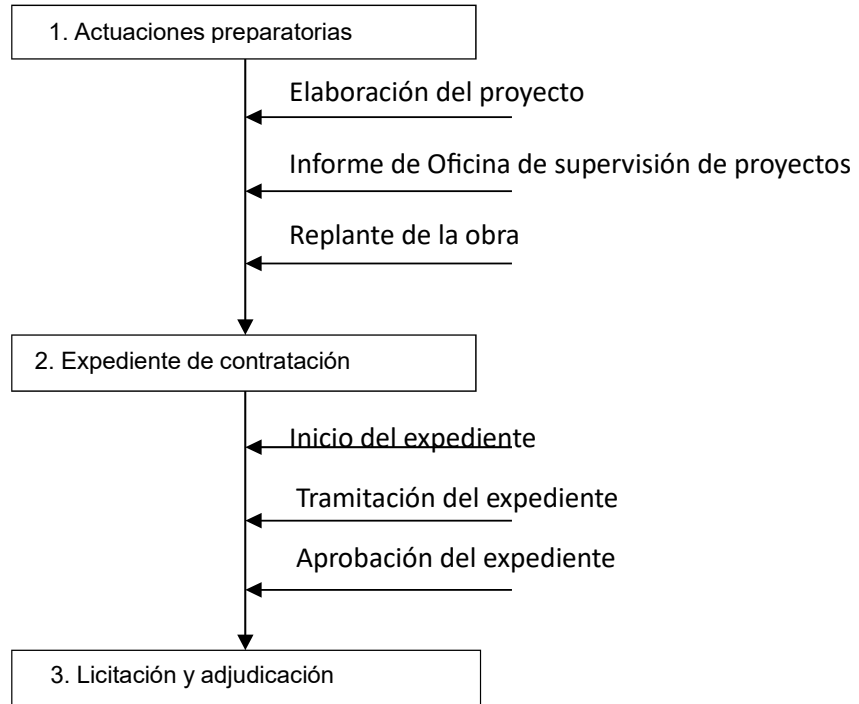 1. Actuaciones preparatorias
Elaboración del proyecto
Informe de Oficina de supervisión de proyectos
Replante de la obra
2. Expediente de contratación
Inicio del expediente
Tramitación del expediente
Aprobación del expediente
3. Licitación y adjudicación